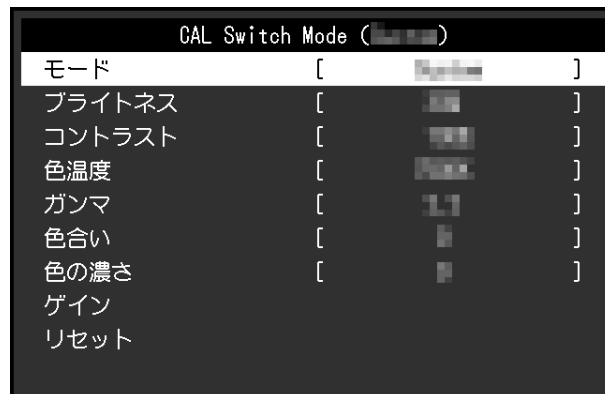 CAL Switch Mode ( )
モード [ ]
ブライトネス [ ]
コントラスト [ ]
色温度 [ ]
ガンマ [ ]
色合い [ ]
色の濃さ [ ]
ゲイン
リセット